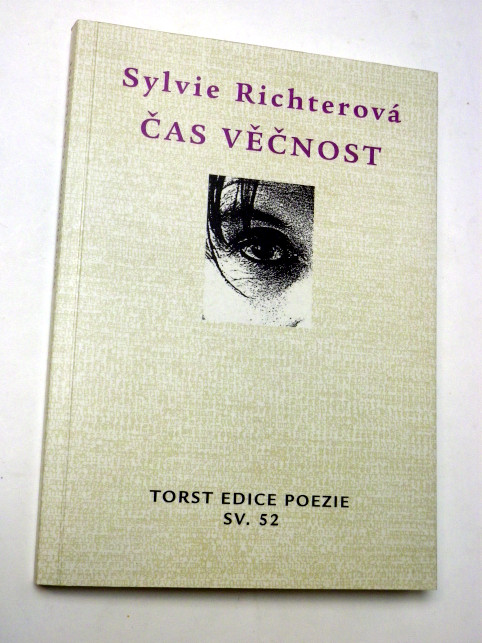 Sylvie Richterová
ČAS VĚČNOST
TORST EDICE POEZIE
SV. 52